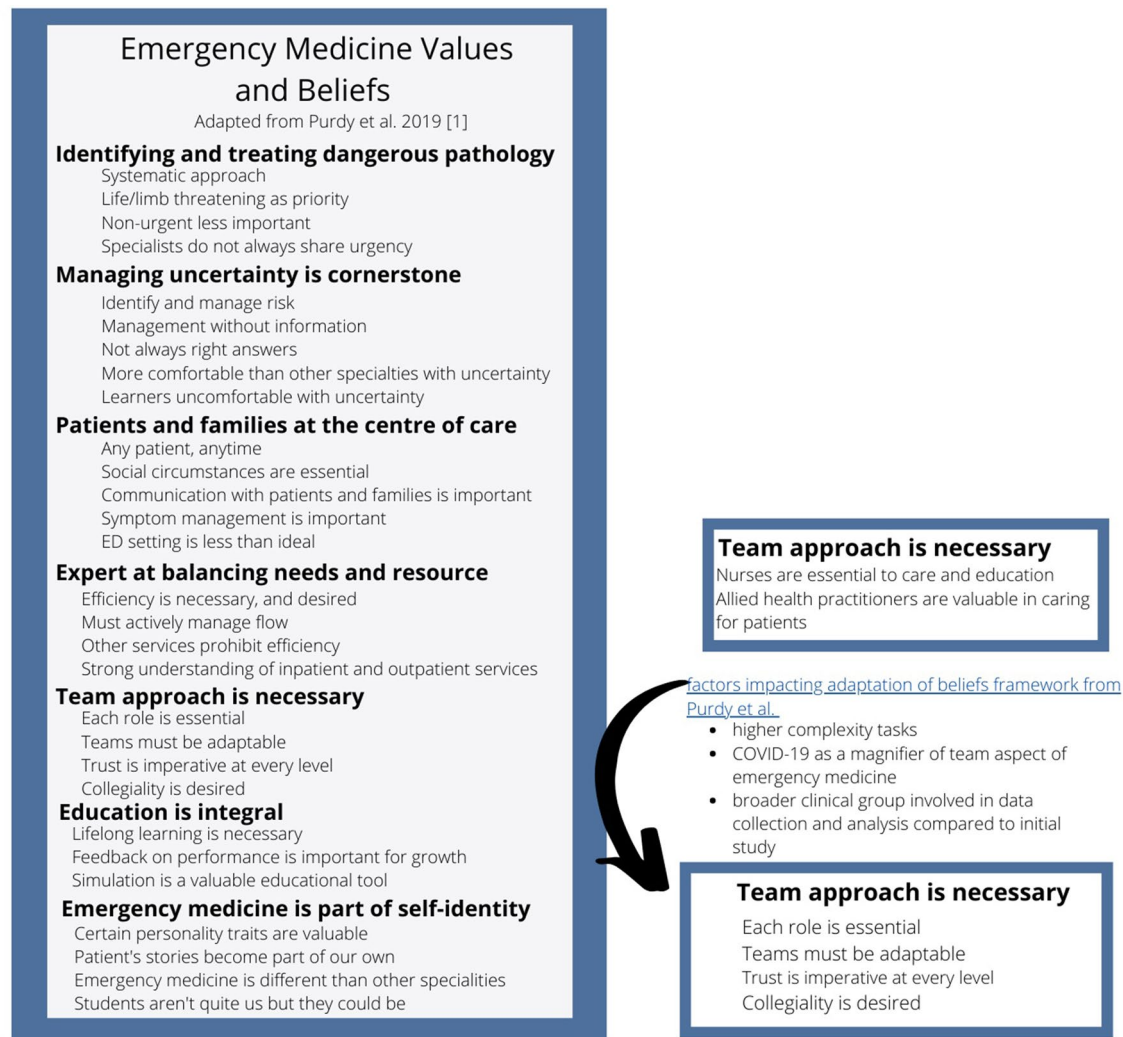 Emergency Medicine Values
and Beliefs
Adapted from Purdy et al. 2019 [1]
Identifying and treating dangerous pathology
Systematic approach
Life/limb threatening as priority
Non-urgent less important
Specialists do not always share urgency
Managing uncertainty is cornerstone
Identify and manage risk
Management without information
Not always right answers
More comfortable than other specialties with uncertainty
Learners uncomfortable with uncertainty
Patients and families at the centre of care
Any patient, anytime
Social circumstances are essential
Communication with patients and families is important
Symptom management is important
ED setting is less than ideal
Expert at balancing needs and resource
Efficiency is necessary, and desired
Must actively manage flow
Other services prohibit efficiency
Strong understanding of inpatient and outpatient services
Team approach is necessary
Each role is essential
Teams must be adaptable
Trust is imperative at every level
Collegiality is desired
Education is integral
Lifelong learning is necessary
Feedback on performance is important for growth
Simulation is a valuable educational tool
Emergency medicine is part of self-identity
Certain personality traits are valuable
Patient's stories become part of our own
Emergency medicine is different than other specialities
Students aren't quite us but they could be
Team approach is necessary
Nurses are essential to care and education
Allied health practitioners are valuable in caring
for patients
factors impacting adaptation of beliefs framework from
Purdy et al.
• higher complexity tasks
• COVID-19 as a magnifier of team aspect of
emergency medicine
• broader clinical group involved in data
collection and analysis compared to initial
study
Team approach is necessary
Each role is essential
Teams must be adaptable
Trust is imperative at every level
Collegiality is desired